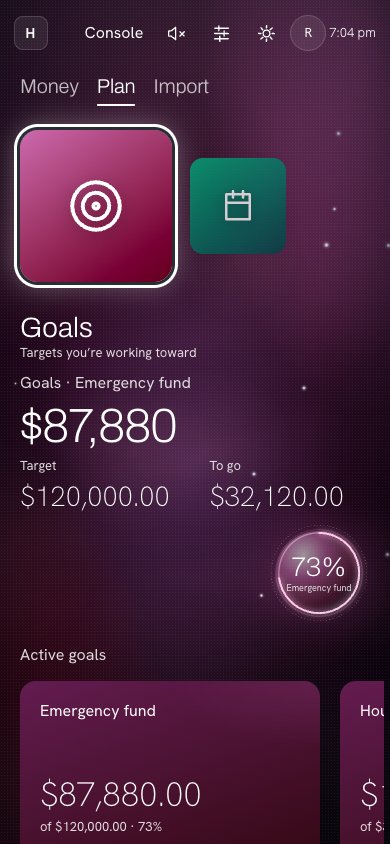 H
Console
R
7:04 pm
Money Plan Import
Goals
Targets you're working toward
Goals · Emergency fund
$87,880
Target
To go
$120,000.00
$32,120.00
73%
Emergency fund
Active goals
Emergency fund
$87,880.00
of $120,000.00 · 73%